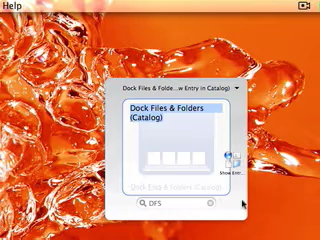 Help
Dock Files & Folde...w Entry in Catalog)
Dock Files & Folders
(Catalog)
Show Entr...
Dock Files & Folders (Catalog)
DFS